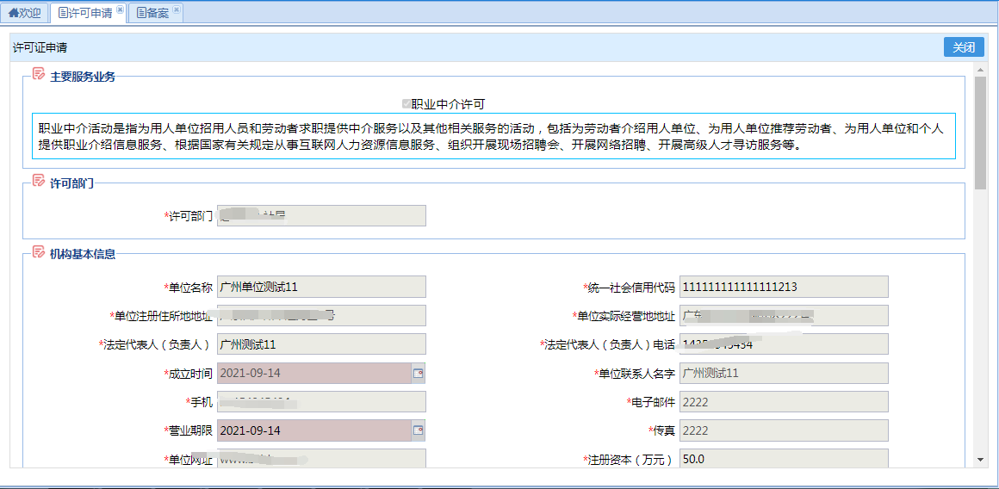 欢迎 许可申请 备案
许可证申请 关闭
主要服务业务
职业中介许可
职业中介活动是指为用人单位招用人员和劳动者求职提供中介服务以及其他相关服务的活动，包括为劳动者介绍用人单位、为用人单位推荐劳动者、为用人单位和个人
提供职业介绍信息服务、根据国家有关规定从事互联网人力资源信息服务、组织开展现场招聘会、开展网络招聘、开展高级人才寻访服务等。
许可部门
*许可部门
机构基本信息
*单位名称 广州单位测试11 *统一社会信用代码 111111111111111213
*单位注册住所地地址 *单位实际经营地地址 广东
*法定代表人（负责人） 广州测试11 *法定代表人（负责人）电话
*成立时间 2021-09-14 *单位联系人名字 广州测试11
*手机 *电子邮件 2222
*营业期限 2021-09-14 *传真 2222
*单位网址 *注册资本（万元） 50.0